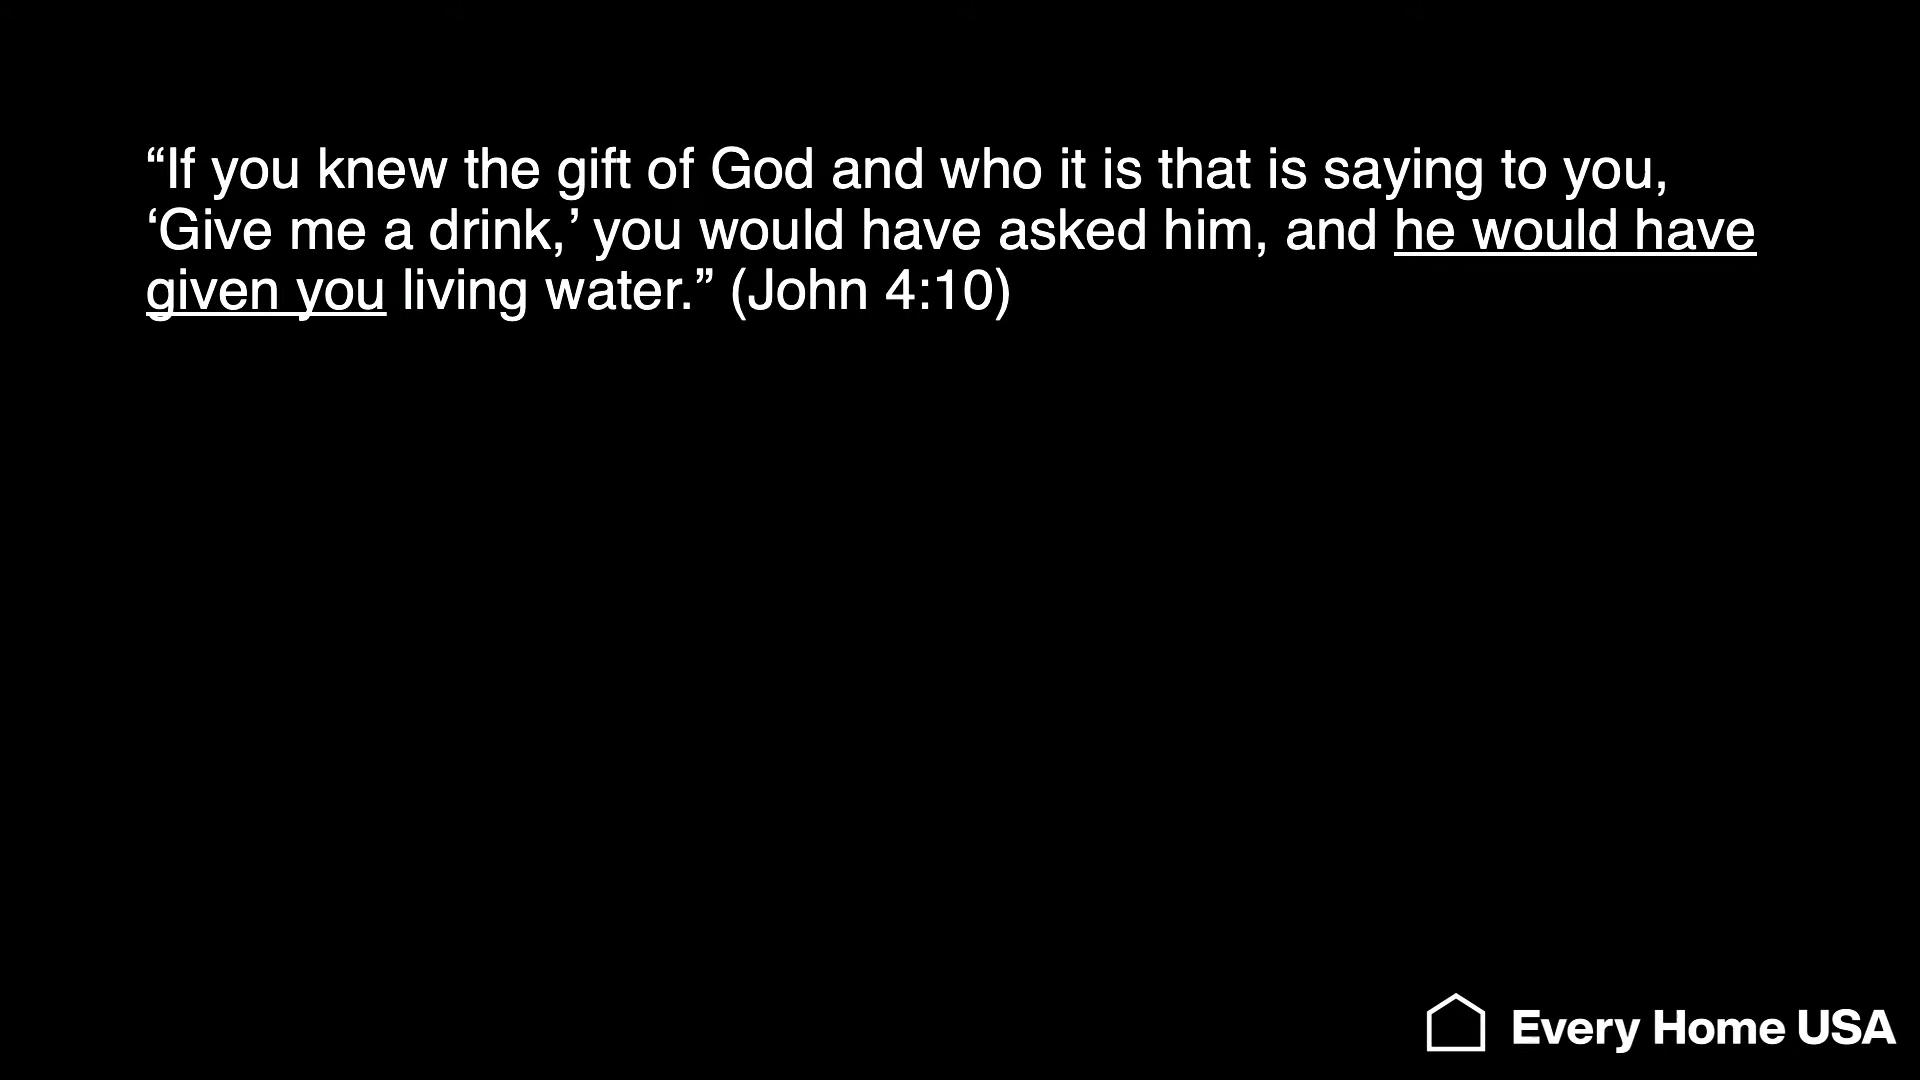 “If you knew the gift of God and who it is that is saying to you,
‘Give me a drink,’ you would have asked him, and he would have
given you living water.” (John 4:10)
Every Home USA